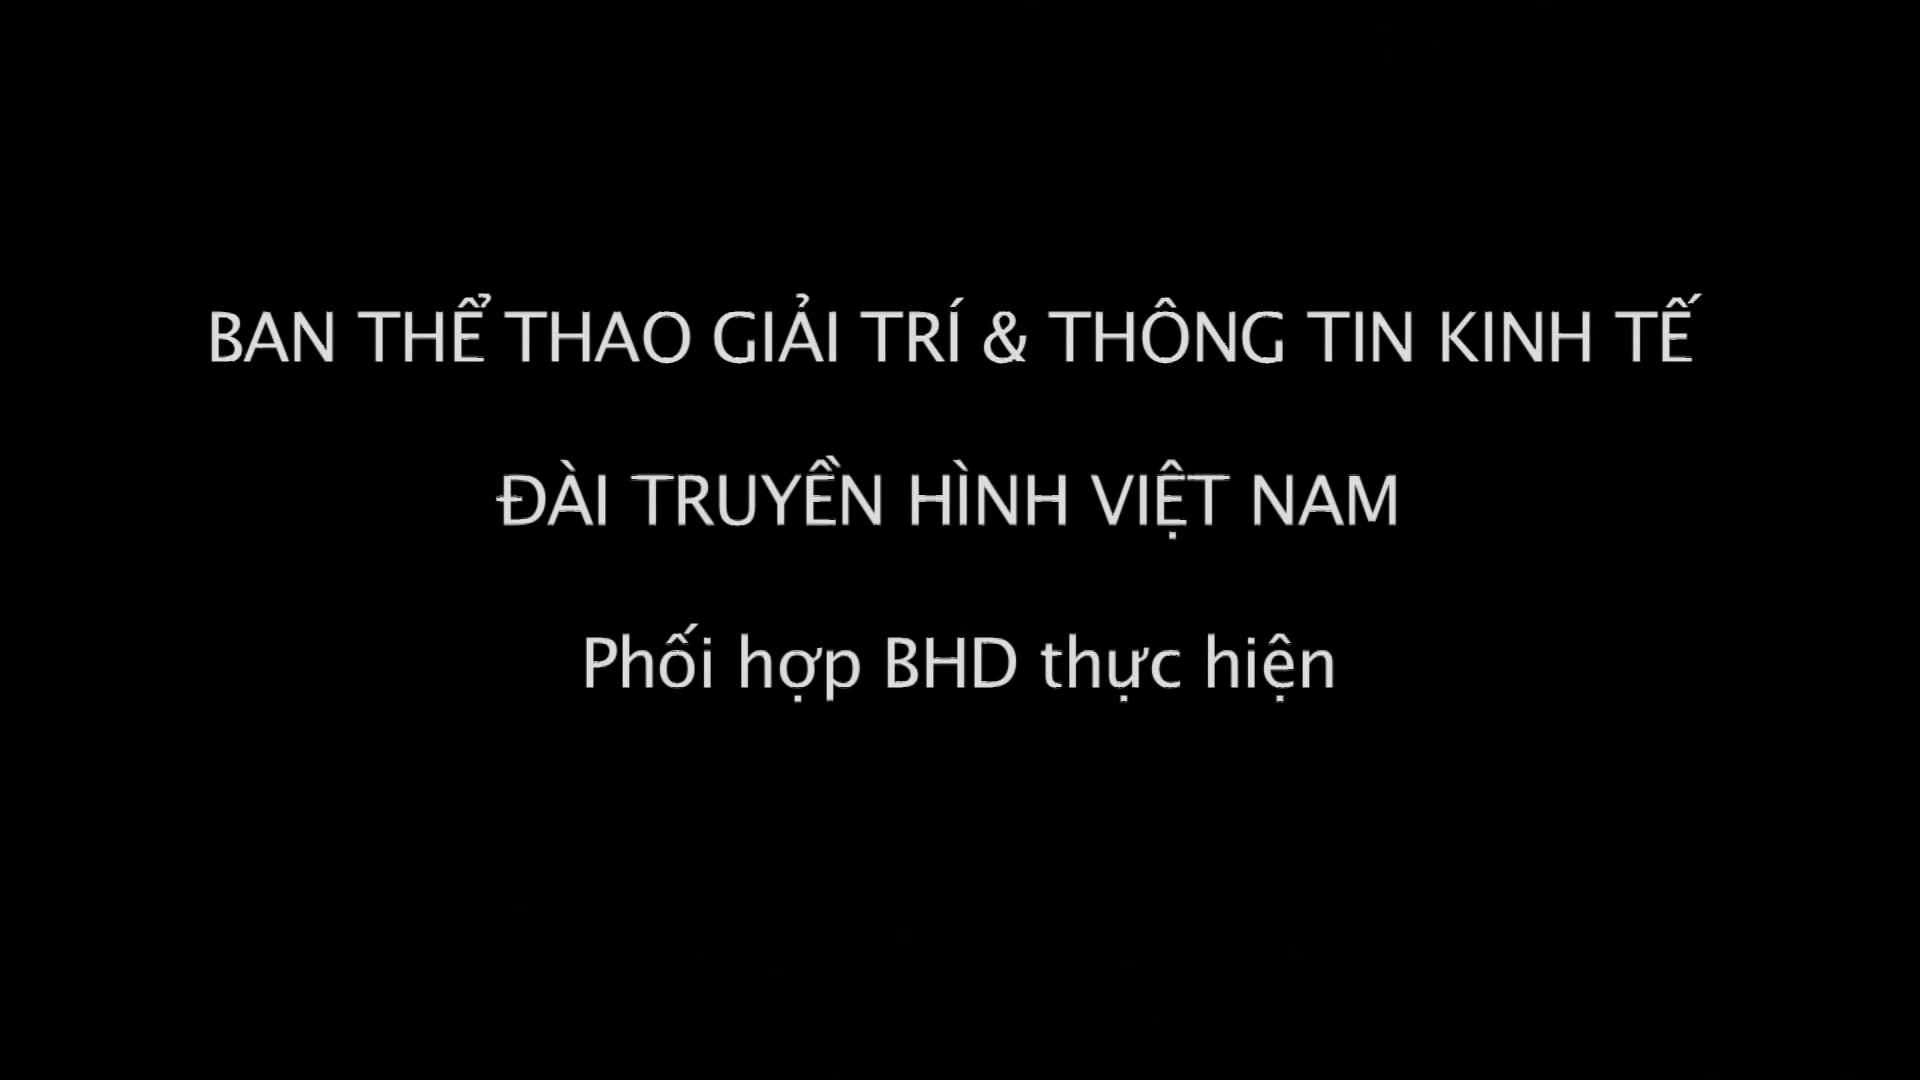 BAN THỂ THAO GIẢI TRÍ & THÔNG TIN KINH TẾ
ĐÀI TRUYỀN HÌNH VIỆT NAM
Phối hợp BHD thực hiện